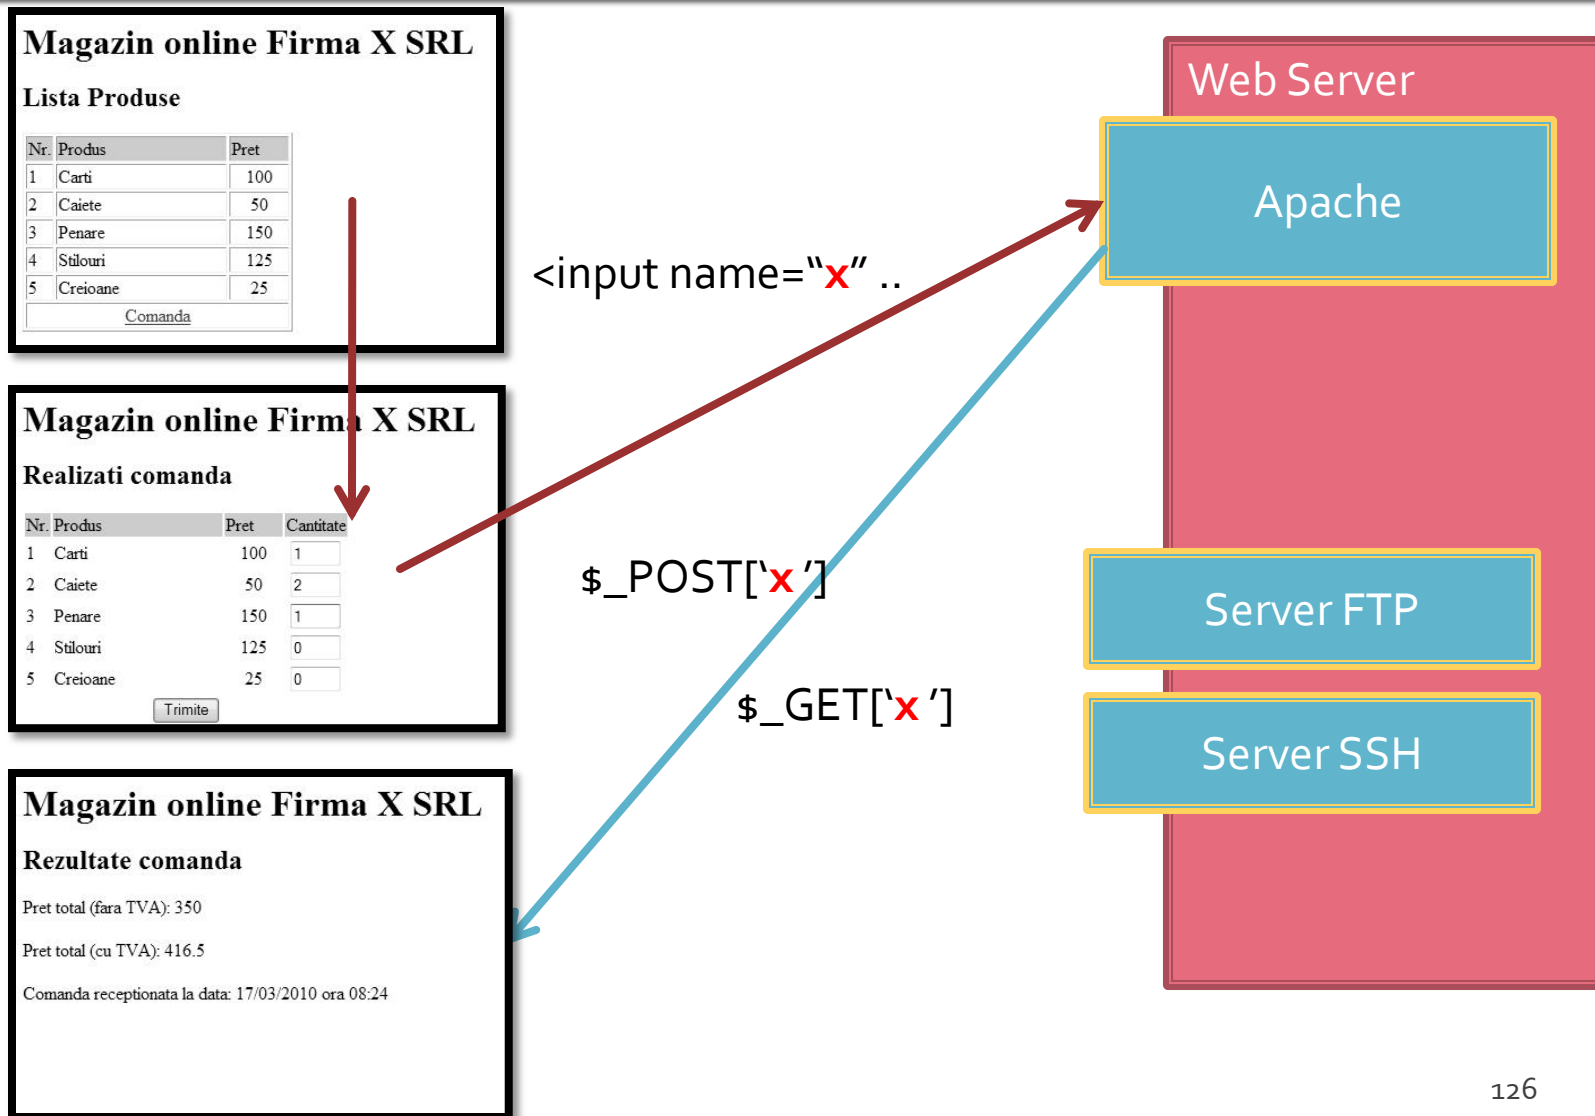 Magazin online Firma X SRL
Lista Produse
Nr. Produs Pret
1 Carti 100
2 Caiete 50
3 Penare 150
4 Stilouri 125
5 Creioane 25
Comanda
Magazin online Firma X SRL
Realizati comanda
Nr. Produs Pret Cantitate
1 Carti 100 1
2 Caiete 50 2
3 Penare 150 1
4 Stilouri 125 0
5 Creioane 25 0
Trimite
Magazin online Firma X SRL
Rezultate comanda
Pret total (fara TVA): 350
Pret total (cu TVA): 416.5
Comanda receptionata la data: 17/03/2010 ora 08:24
<input name=“x” ..
$_POST[‘x ’]
$_GET[‘x ’]
Web Server
Apache
Server FTP
Server SSH
126